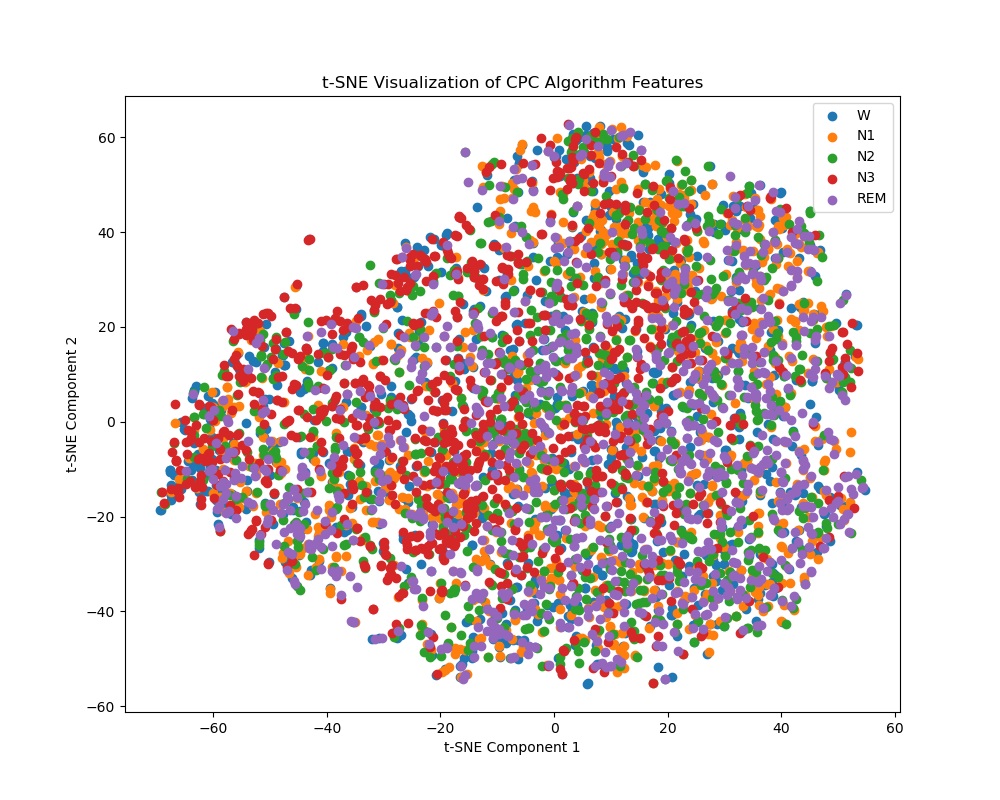 t-SNE Visualization of CPC Algorithm Features
W
N1
N2
N3
REM
60
40
20
0
−20
−40
−60
t-SNE Component 2
−60
−40
−20
0
20
40
60
t-SNE Component 1